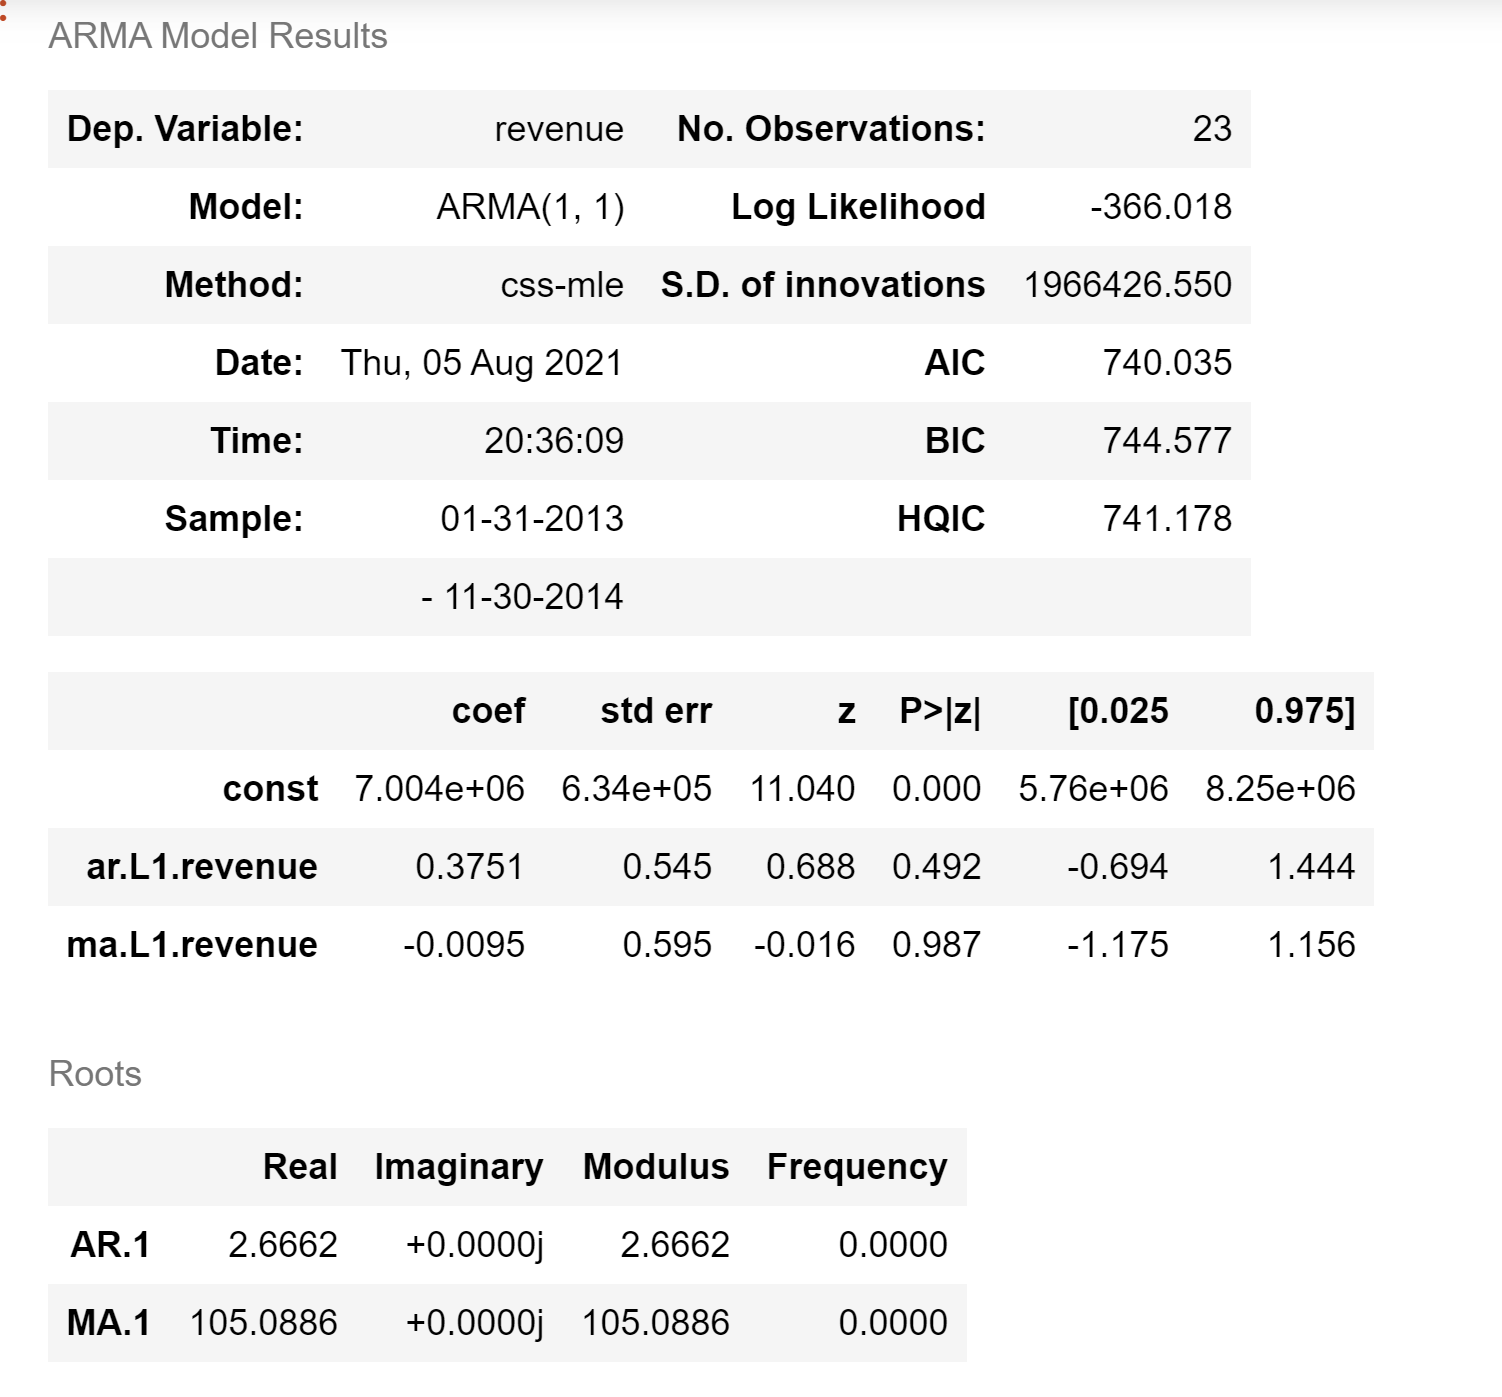 ARMA Model Results
Dep. Variable: revenue No. Observations: 23
Model: ARMA(1, 1) Log Likelihood -366.018
Method: css-mle S.D. of innovations 1966426.550
Date: Thu, 05 Aug 2021 AIC 740.035
Time: 20:36:09 BIC 744.577
Sample: 01-31-2013 HQIC 741.178
- 11-30-2014
coef std err z P>|z| [0.025 0.975]
const 7.004e+06 6.34e+05 11.040 0.000 5.76e+06 8.25e+06
ar.L1.revenue 0.3751 0.545 0.688 0.492 -0.694 1.444
ma.L1.revenue -0.0095 0.595 -0.016 0.987 -1.175 1.156
Roots
Real Imaginary Modulus Frequency
AR.1 2.6662 +0.0000j 2.6662 0.0000
MA.1 105.0886 +0.0000j 105.0886 0.0000